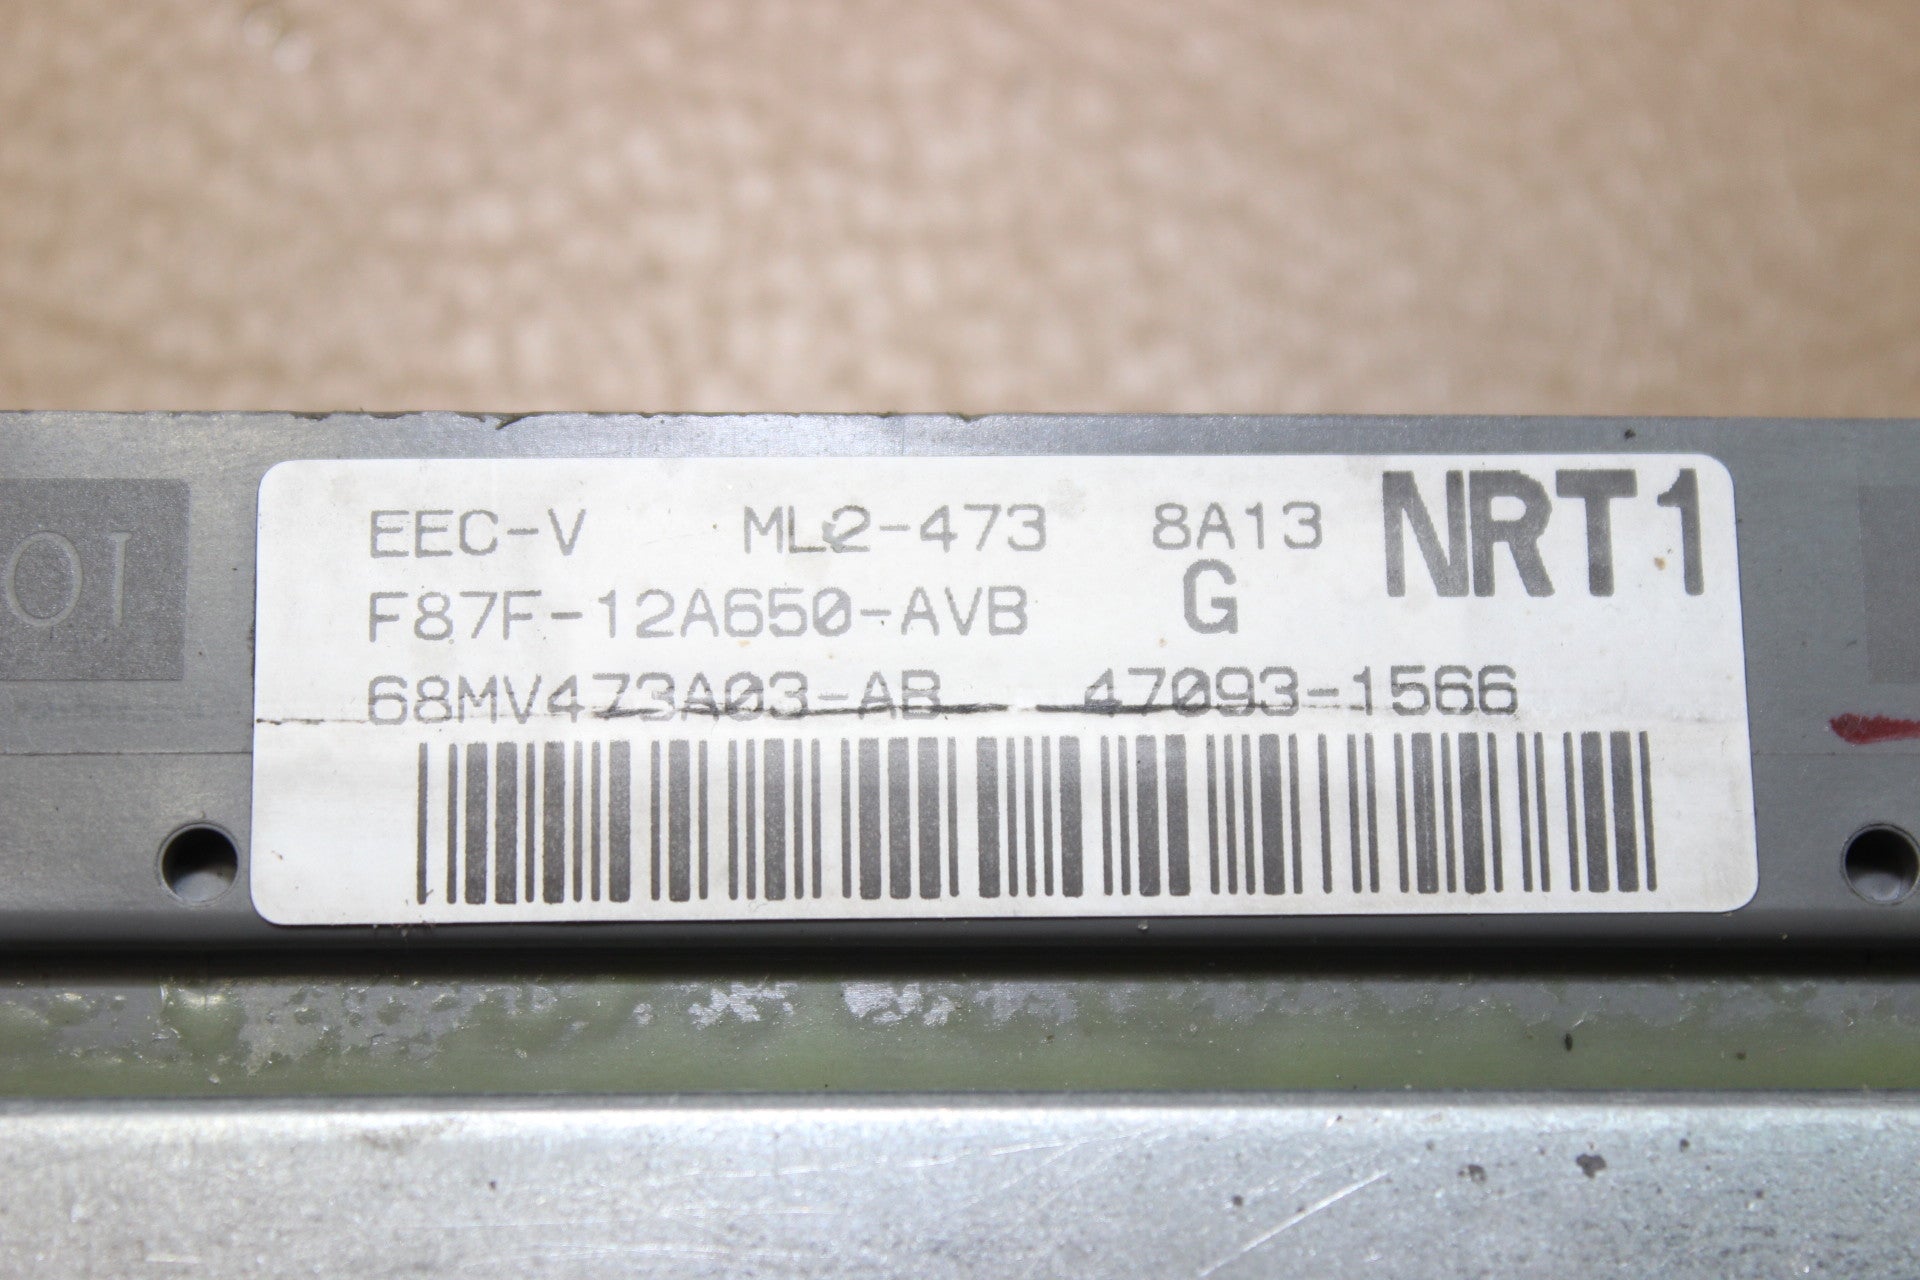 EEC-V ML2-473 8A13 NRT1
F87F-12A650-AVB G
68MV473A03-AB 47093-1566